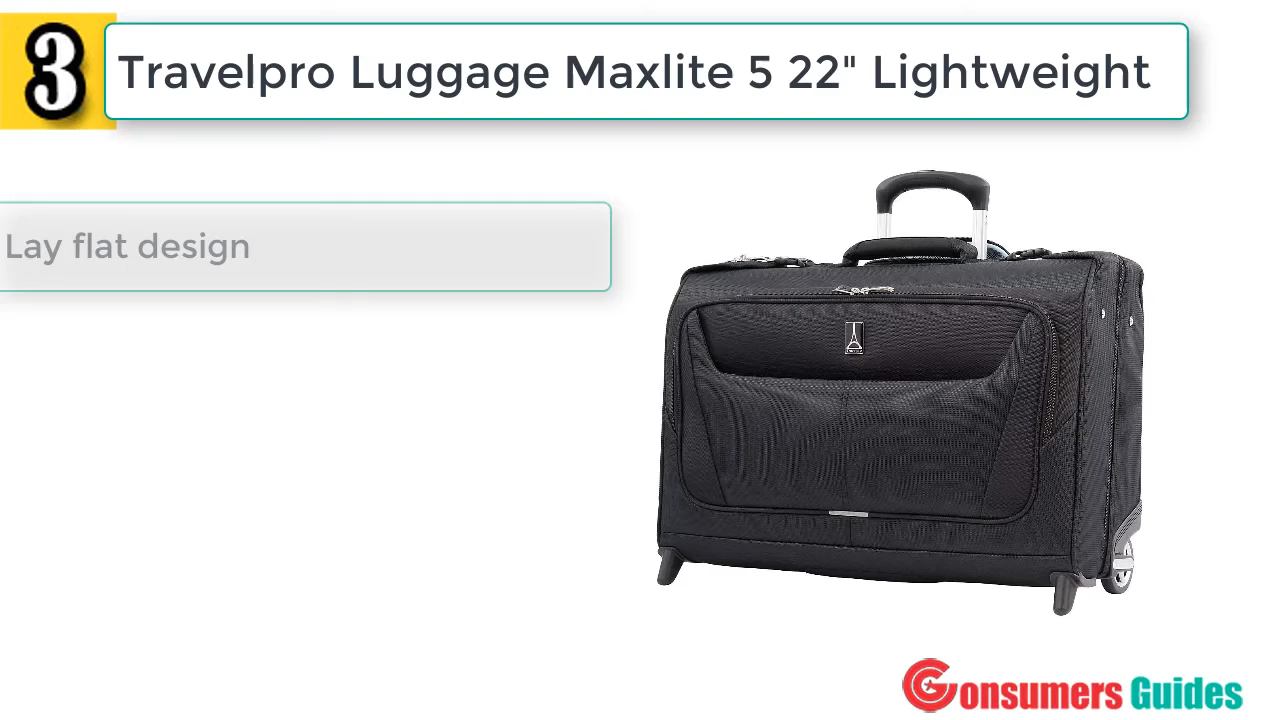 3
Travelpro Luggage Maxlite 5 22" Lightweight
Lay flat design
Consumers Guides